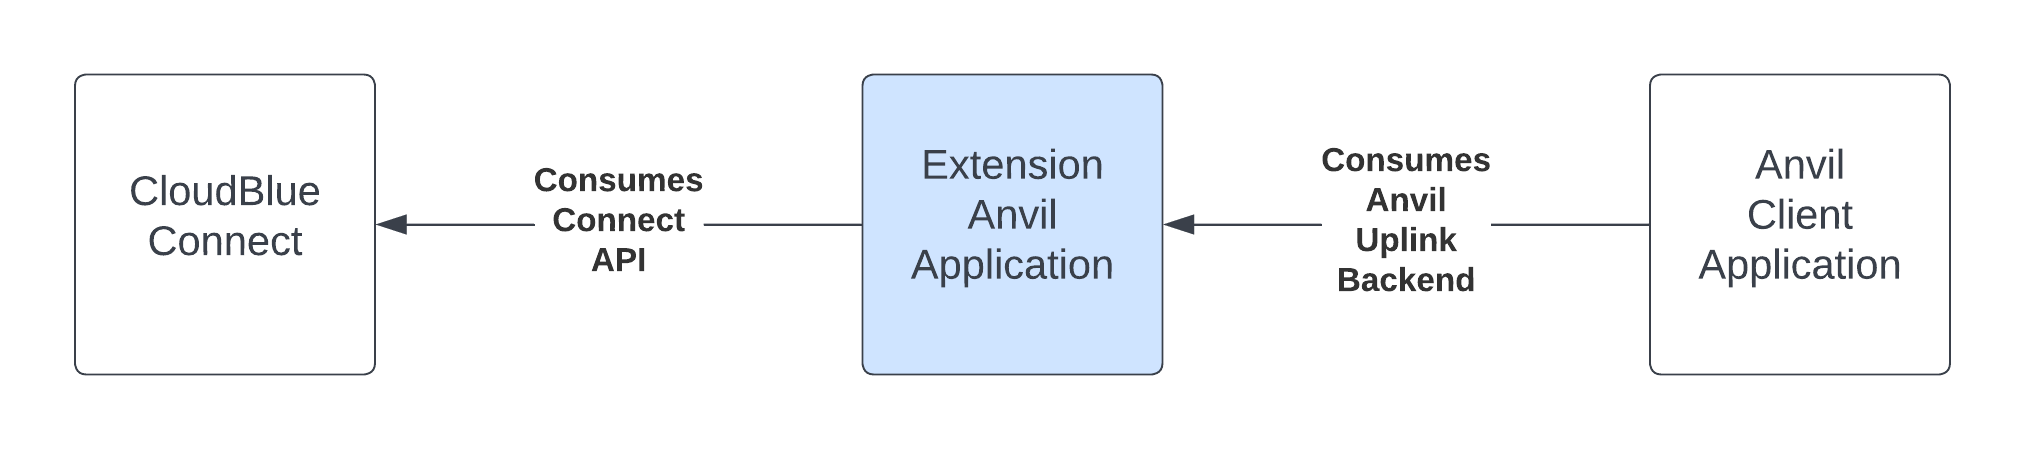 CloudBlue
Connect
Consumes
Connect
API
Extension
Anvil
Application
Consumes
Anvil
Uplink
Backend
Anvil
Client
Application